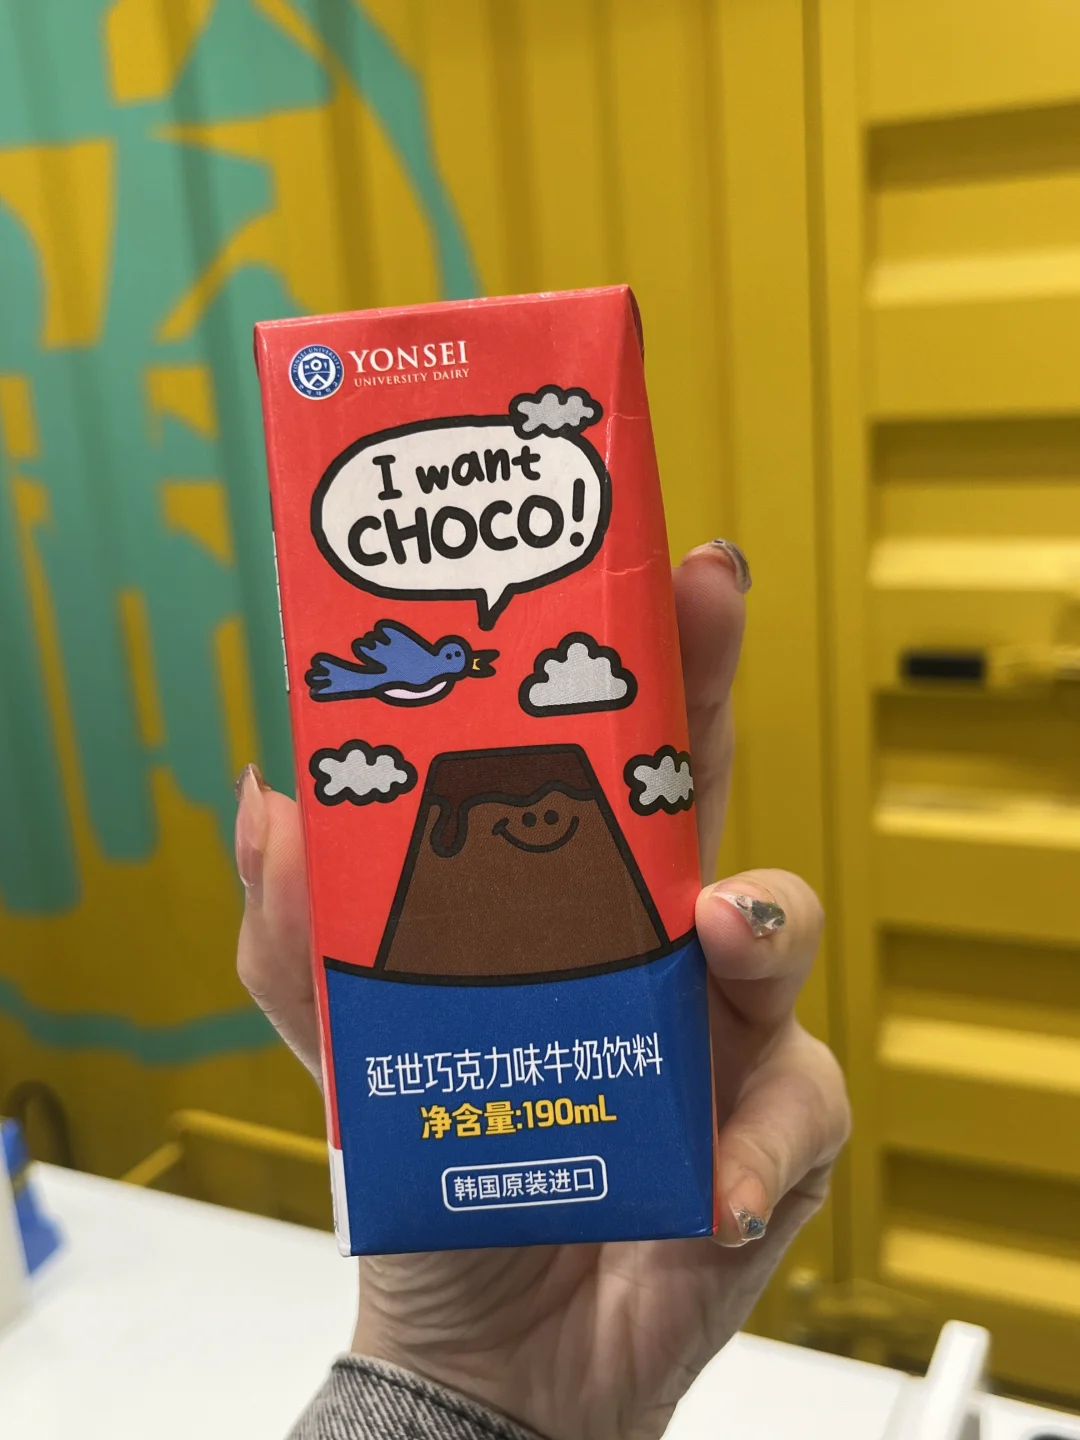 YONSEI
UNIVERSITY DAIRY
I want
CHOCO!
延世巧克力味牛奶饮料
净含量:190mL
韩国原装进口